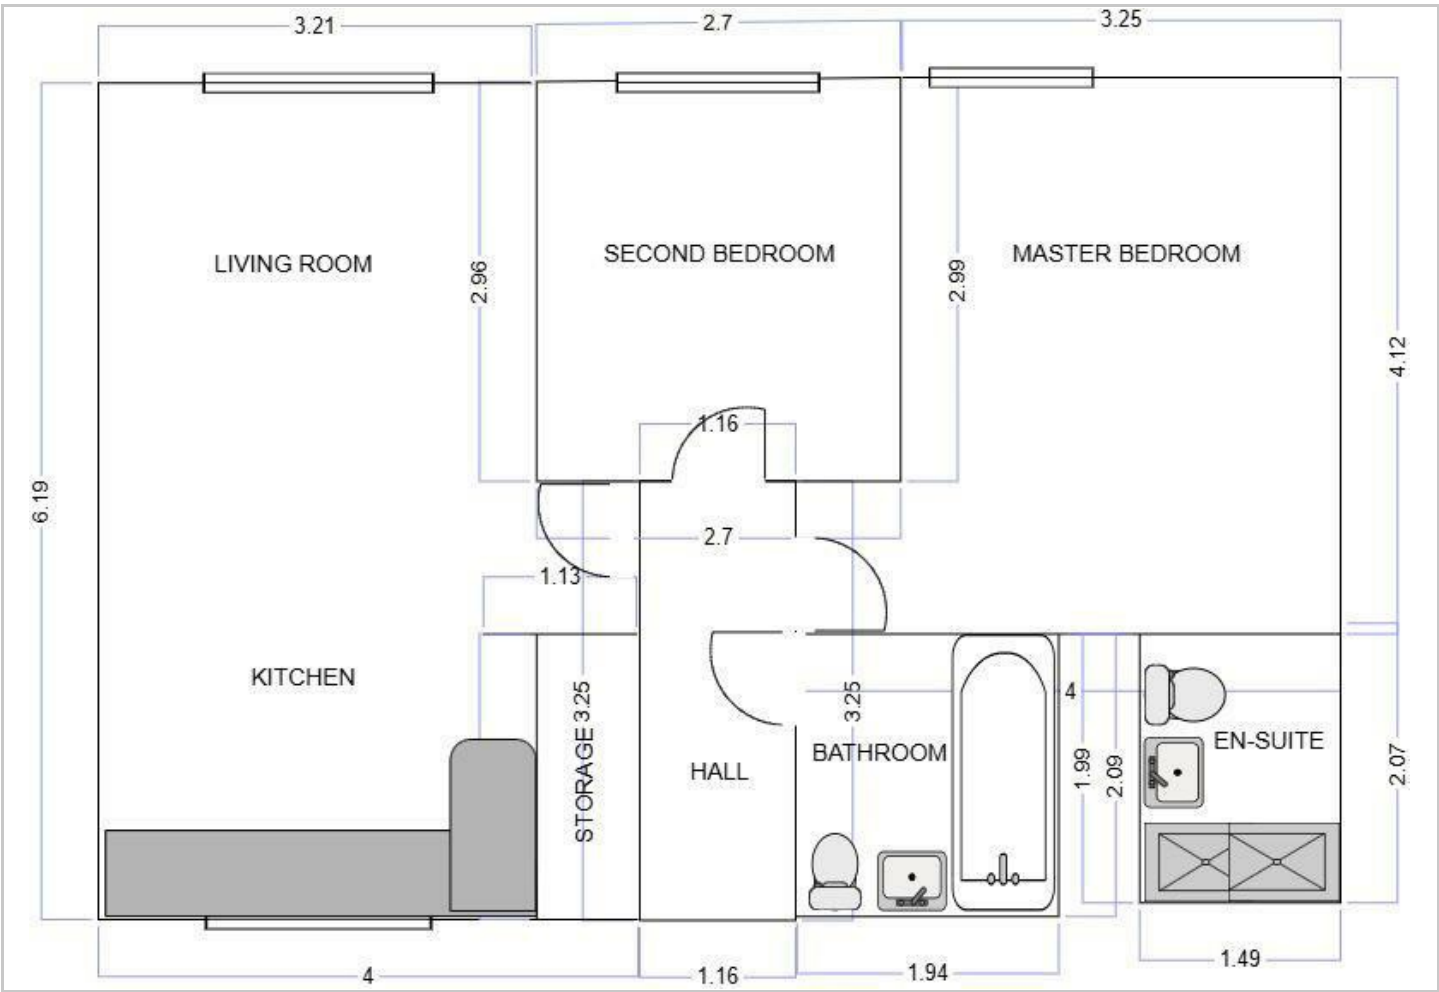 3.21
2.7
3.25
LIVING ROOM
SECOND BEDROOM
MASTER BEDROOM
2.96
2.99
4.12
1.16
6.19
2.7
1.13
KITCHEN
STORAGE 3.25
3.25
4
BATHROOM
EN-SUITE
HALL
1.99
2.09
2.07
4
1.16
1.94
1.49